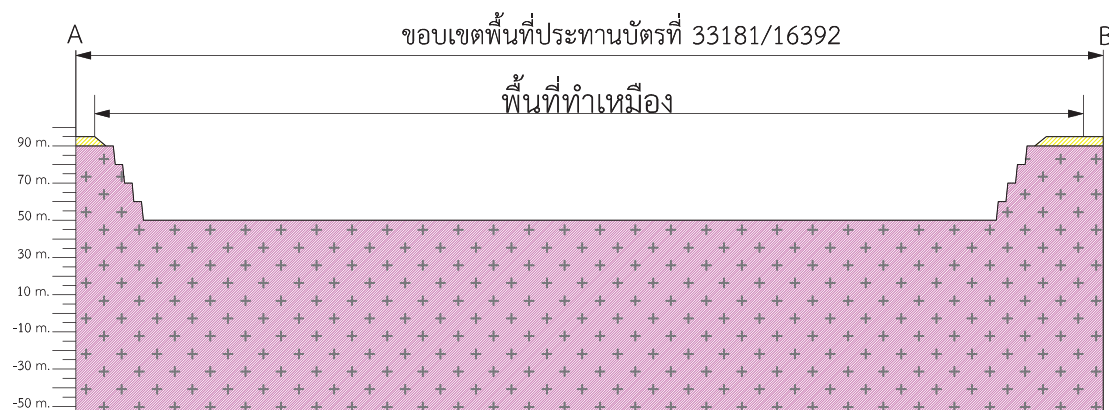 A
ขอบเขตพื้นที่ประทานบัตรที่ 33181/16392
B
พื้นที่ทำเหมือง
90 m.
70 m.
50 m.
30 m.
10 m.
-10 m.
-30 m.
-50 m.